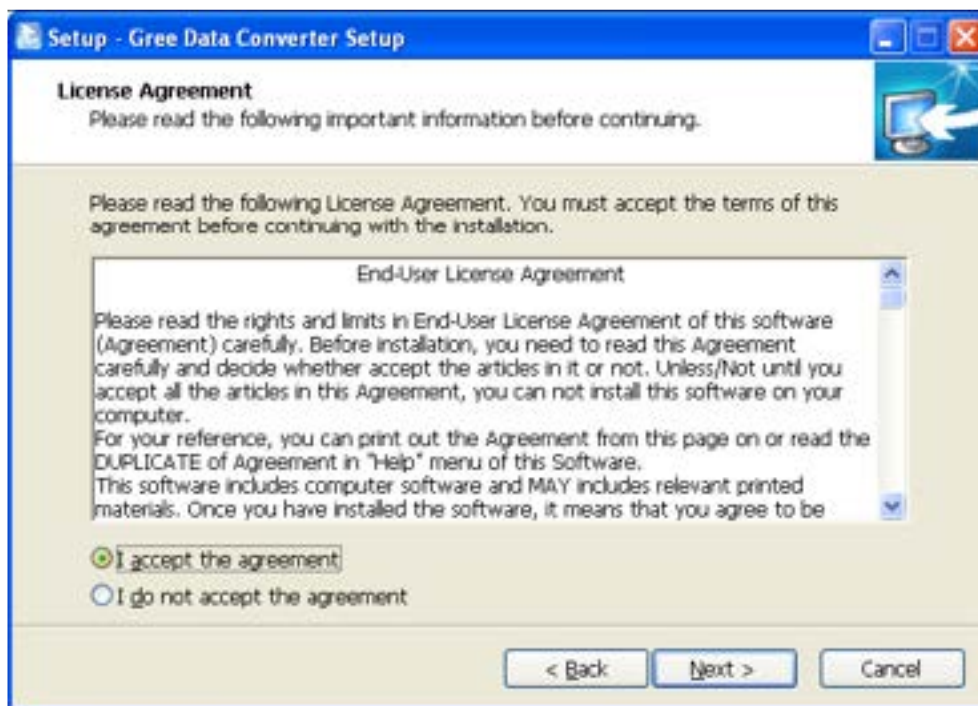 Setup - Gree Data Converter Setup
License Agreement
Please read the following important information before continuing.
Please read the following License Agreement. You must accept the terms of this
agreement before continuing with the installation.
End-User License Agreement
Please read the rights and limits in End-User License Agreement of this software
(Agreement) carefully. Before installation, you need to read this Agreement
carefully and decide whether accept the articles in it or not. Unless/Not until you
accept all the articles in this Agreement, you can not install this software on your
computer.
For your reference, you can print out the Agreement from this page on or read the
DUPLICATE of Agreement in "Help" menu of this Software.
This software includes computer software and MAY includes relevant printed
materials. Once you have installed the software, it means that you agree to be
I accept the agreement
I do not accept the agreement
< Back
Next >
Cancel